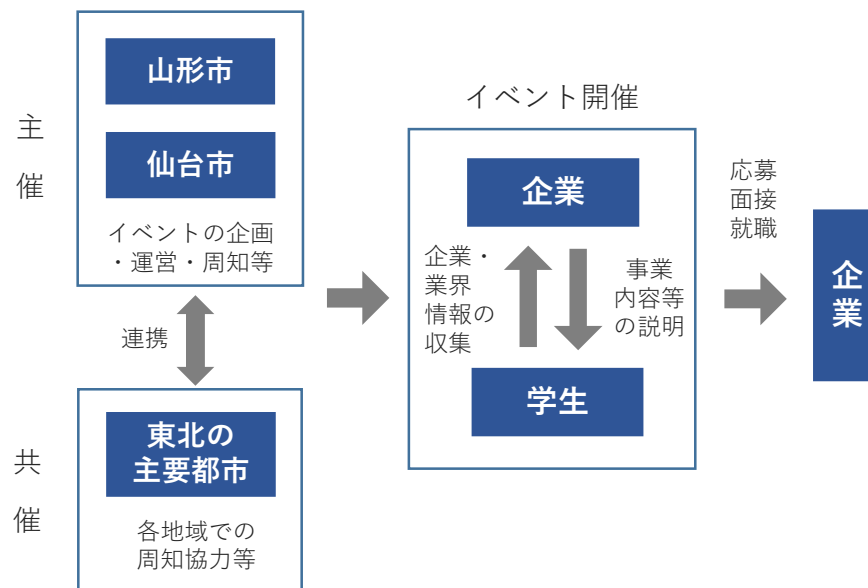 主
催
山形市
仙台市
イベントの企画
・運営・周知等
連携
共
催
東北の
主要都市
各地域での
周知協力等
イベント開催
企業
企業・
業界
情報の
収集
事業
内容等
の説明
学生
応募
面接
就職
企
業